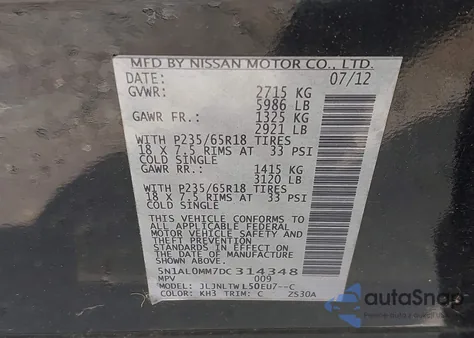 MFD BY NISSAN MOTOR CO., LTD.
DATE: 07/12
GVWR: 2715 KG
5986 LB
GAWR FR.: 1325 KG
2921 LB
WITH P235/65R18 TIRES
18 X 7.5 RIMS AT 33 PSI
COLD SINGLE
GAWR RR.: 1415 KG
3120 LB
WITH P235/65R18 TIRES
18 X 7.5 RIMS AT 33 PSI
COLD SINGLE
THIS VEHICLE CONFORMS TO
ALL APPLICABLE FEDERAL
MOTOR VEHICLE SAFETY AND
THEFT PREVENTION
STANDARDS IN EFFECT ON
THE DATE OF MANUFACTURE
SHOWN ABOVE.
5N1AL0MM7DC314348
MPV 009
MODEL: JL3NLTWL50EU7--C
COLOR: KH3 TRIM: C ZS30A
autoSnap